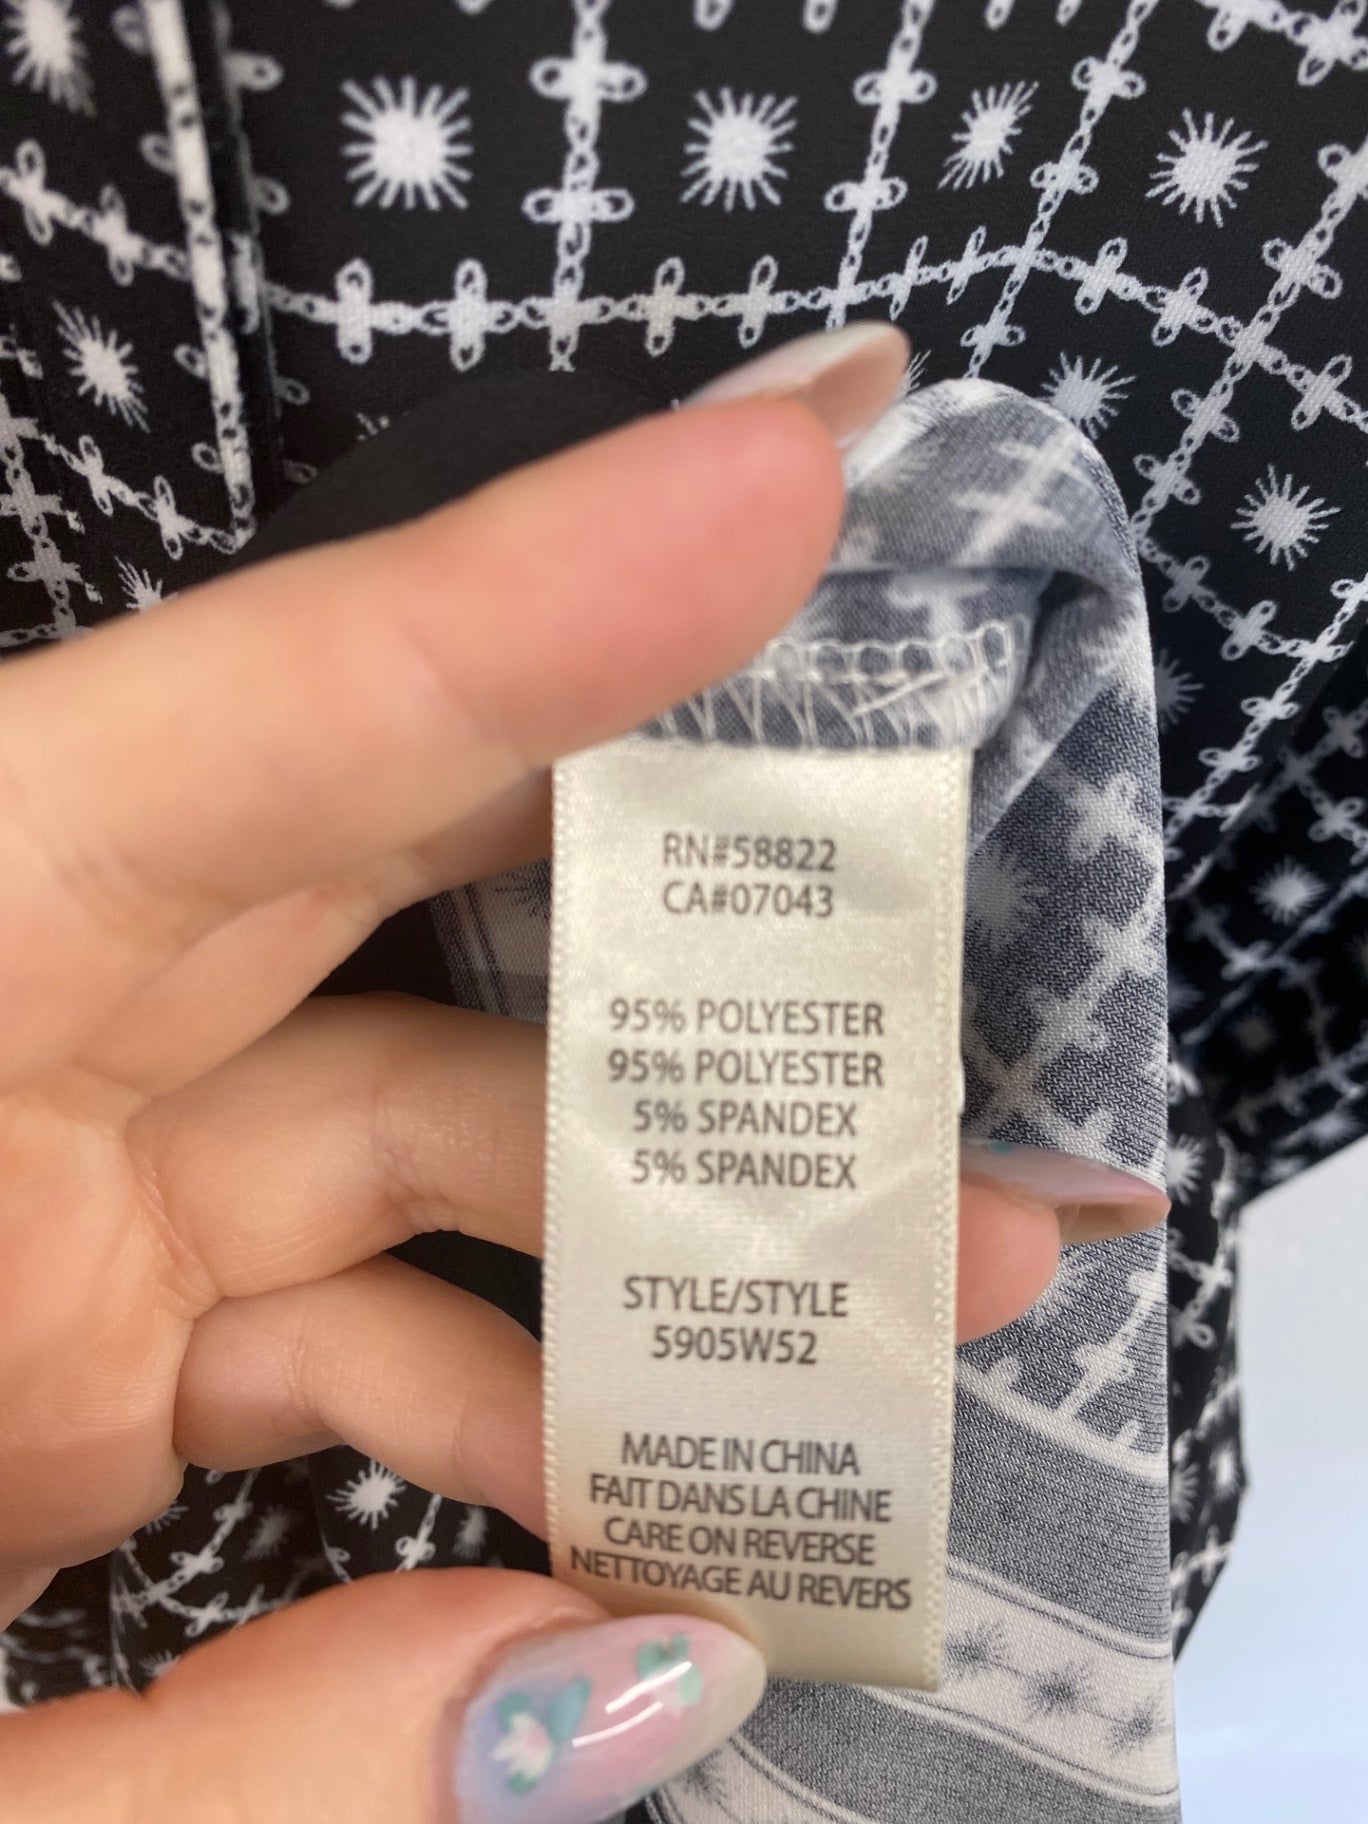 RN#58822
CA#07043
95% POLYESTER
95% POLYESTER
5% SPANDEX
5% SPANDEX
STYLE/STYLE
5905W52
MADE IN CHINA
FAIT DANS LA CHINE
CARE ON REVERSE
NETTOYAGE AU REVERS